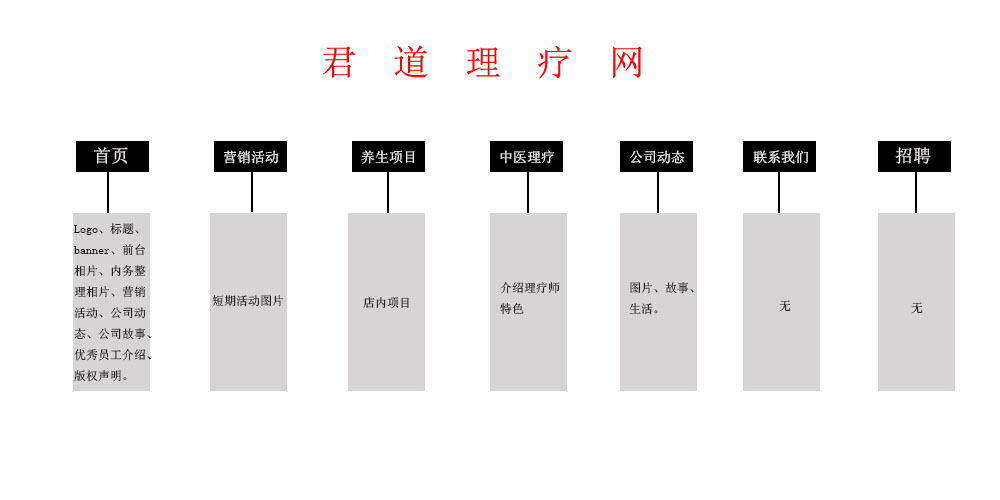 君道理疗网
首页
营销活动
养生项目
中医理疗
公司动态
联系我们
招聘
Logo、标题、
banner、前台
相片、内务整
理相片、营销
活动、公司动
态、公司故事、
优秀员工介绍、
版权声明。
短期活动图片
店内项目
介绍理疗师
特色
图片、故事、
生活。
无
无